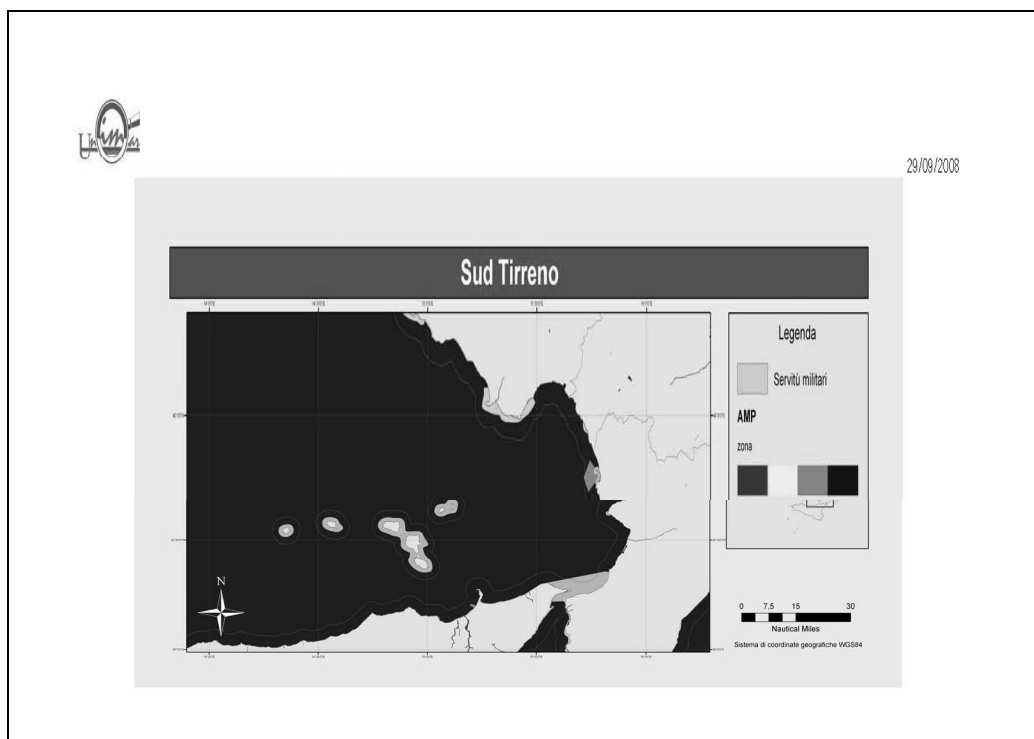 Unimar
29/09/2008
Sud Tirreno
Legenda
Servitù militari
AMP
zona
N
0 7,5 15 30
Nautical Miles
Sistema di coordinate geografiche WGS84